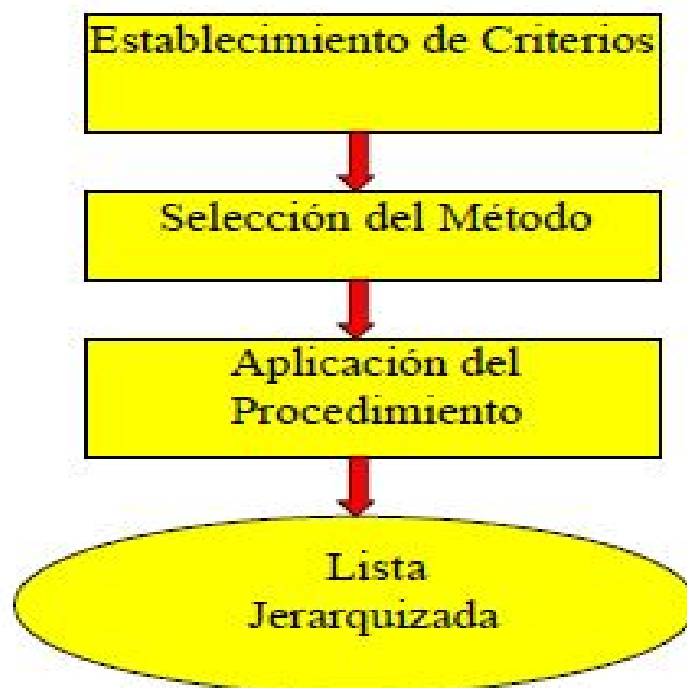 Establecimiento de Criterios
Selección del Método
Aplicación del
Procedimiento
Lista
Jerarquizada